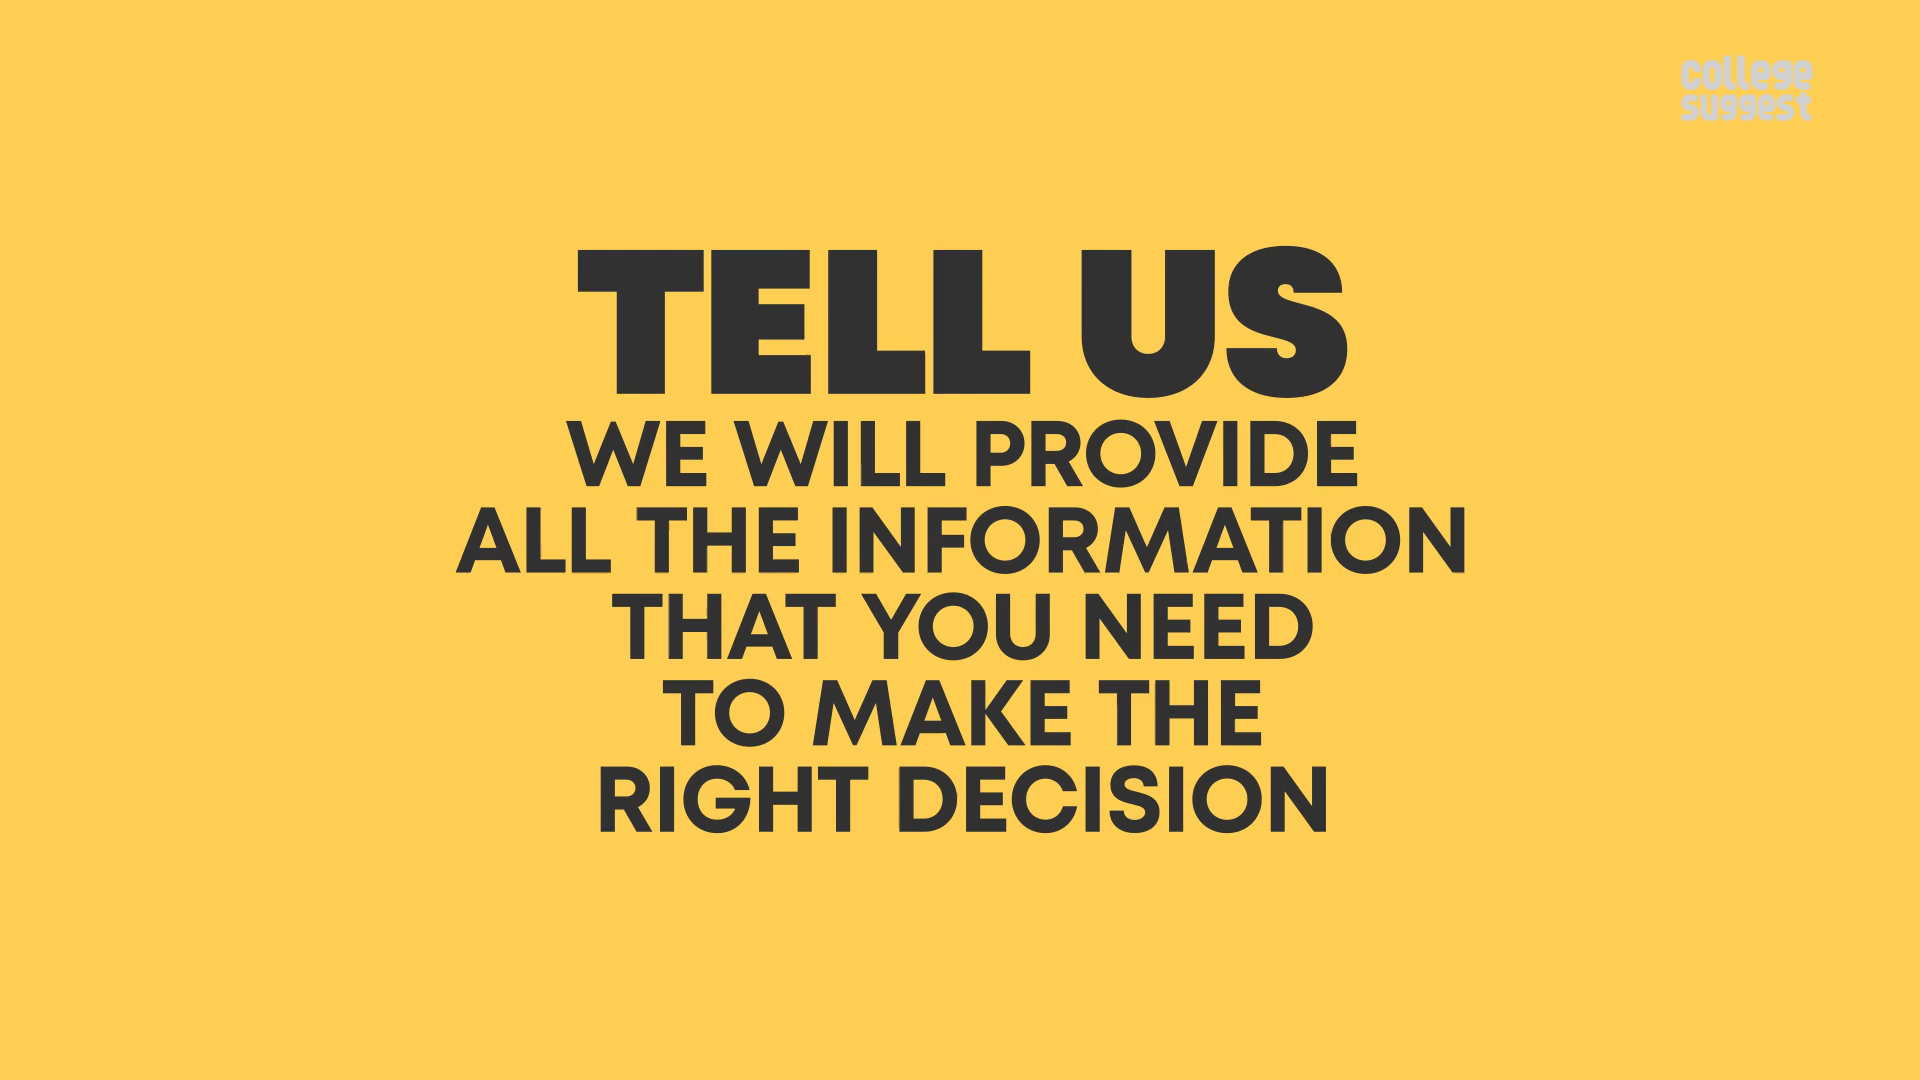 college
suggest
TELL US
WE WILL PROVIDE
ALL THE INFORMATION
THAT YOU NEED
TO MAKE THE
RIGHT DECISION